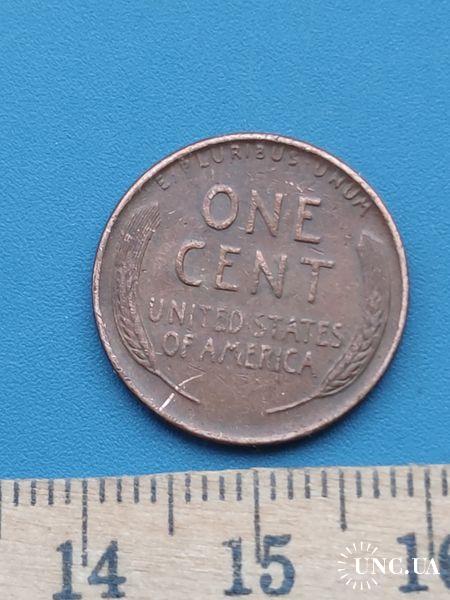 E PLURIBUS UNUM
ONE
CENT
UNITED STATES
OF AMERICA
14 15 16
UNC.UA